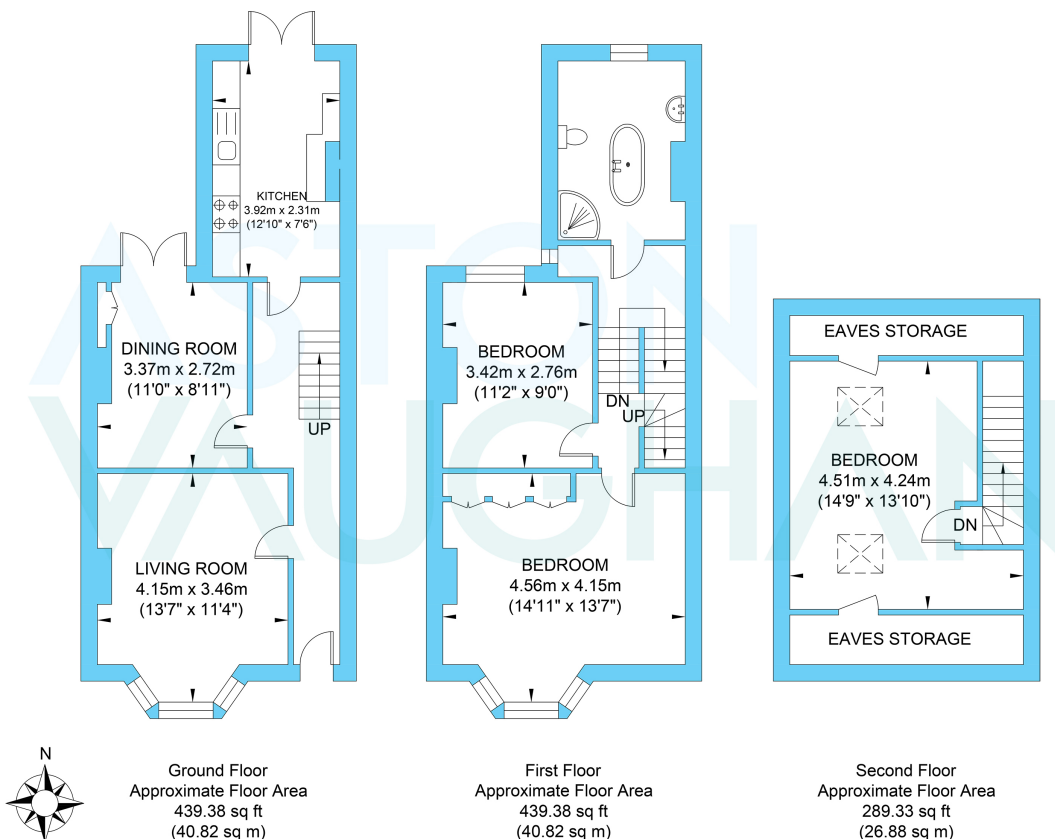 KITCHEN
3.92m x 2.31m
(12'10" x 7'6")
DINING ROOM
3.37m x 2.72m
(11'0" x 8'11")
UP
LIVING ROOM
4.15m x 3.46m
(13'7" x 11'4")
BEDROOM
3.42m x 2.76m
(11'2" x 9'0")
DN
UP
BEDROOM
4.56m x 4.15m
(14'11" x 13'7")
EAVES STORAGE
BEDROOM
4.51m x 4.24m
(14'9" x 13'10")
DN
EAVES STORAGE
ASTON
VAUGHAN
N
Ground Floor
Approximate Floor Area
439.38 sq ft
(40.82 sq m)
First Floor
Approximate Floor Area
439.38 sq ft
(40.82 sq m)
Second Floor
Approximate Floor Area
289.33 sq ft
(26.88 sq m)